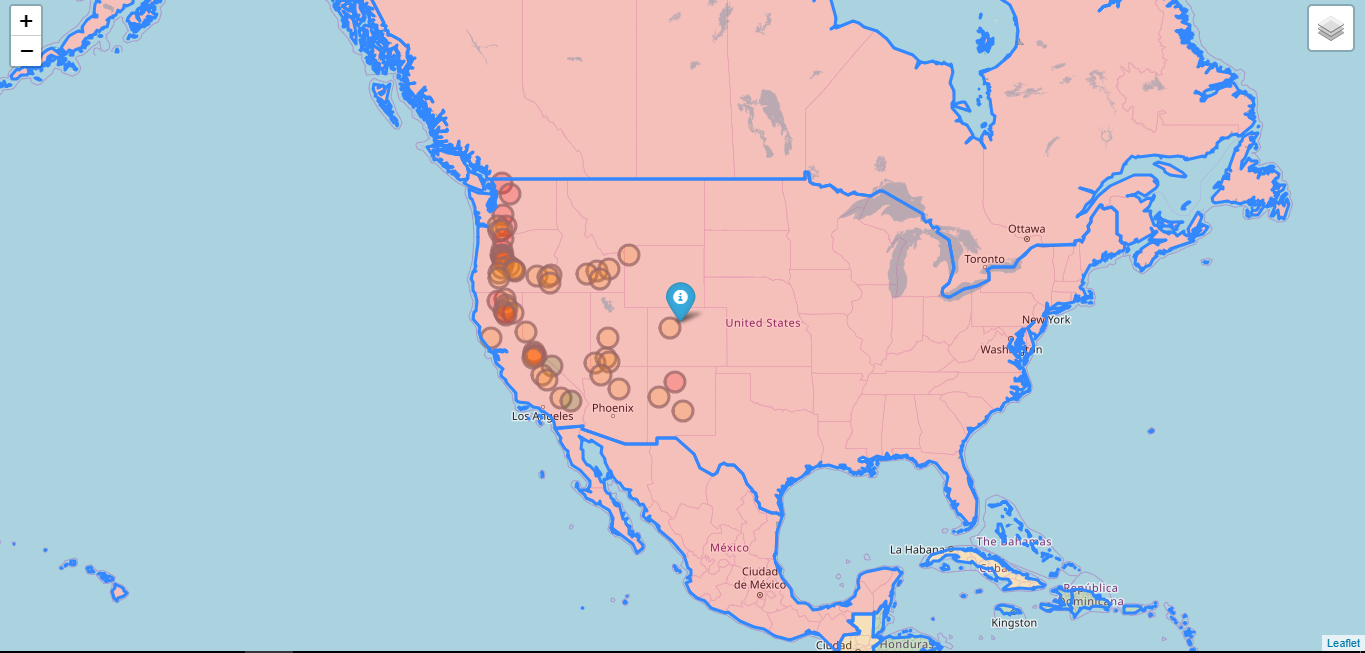 +
−
Ottawa
Toronto
United States
New York
Washington
Los Angeles
Phoenix
México
Ciudad
de México
La Habana
The Bahamas
Cuba
República
Dominicana
Kingston
Ciudad
Honduras
Leaflet